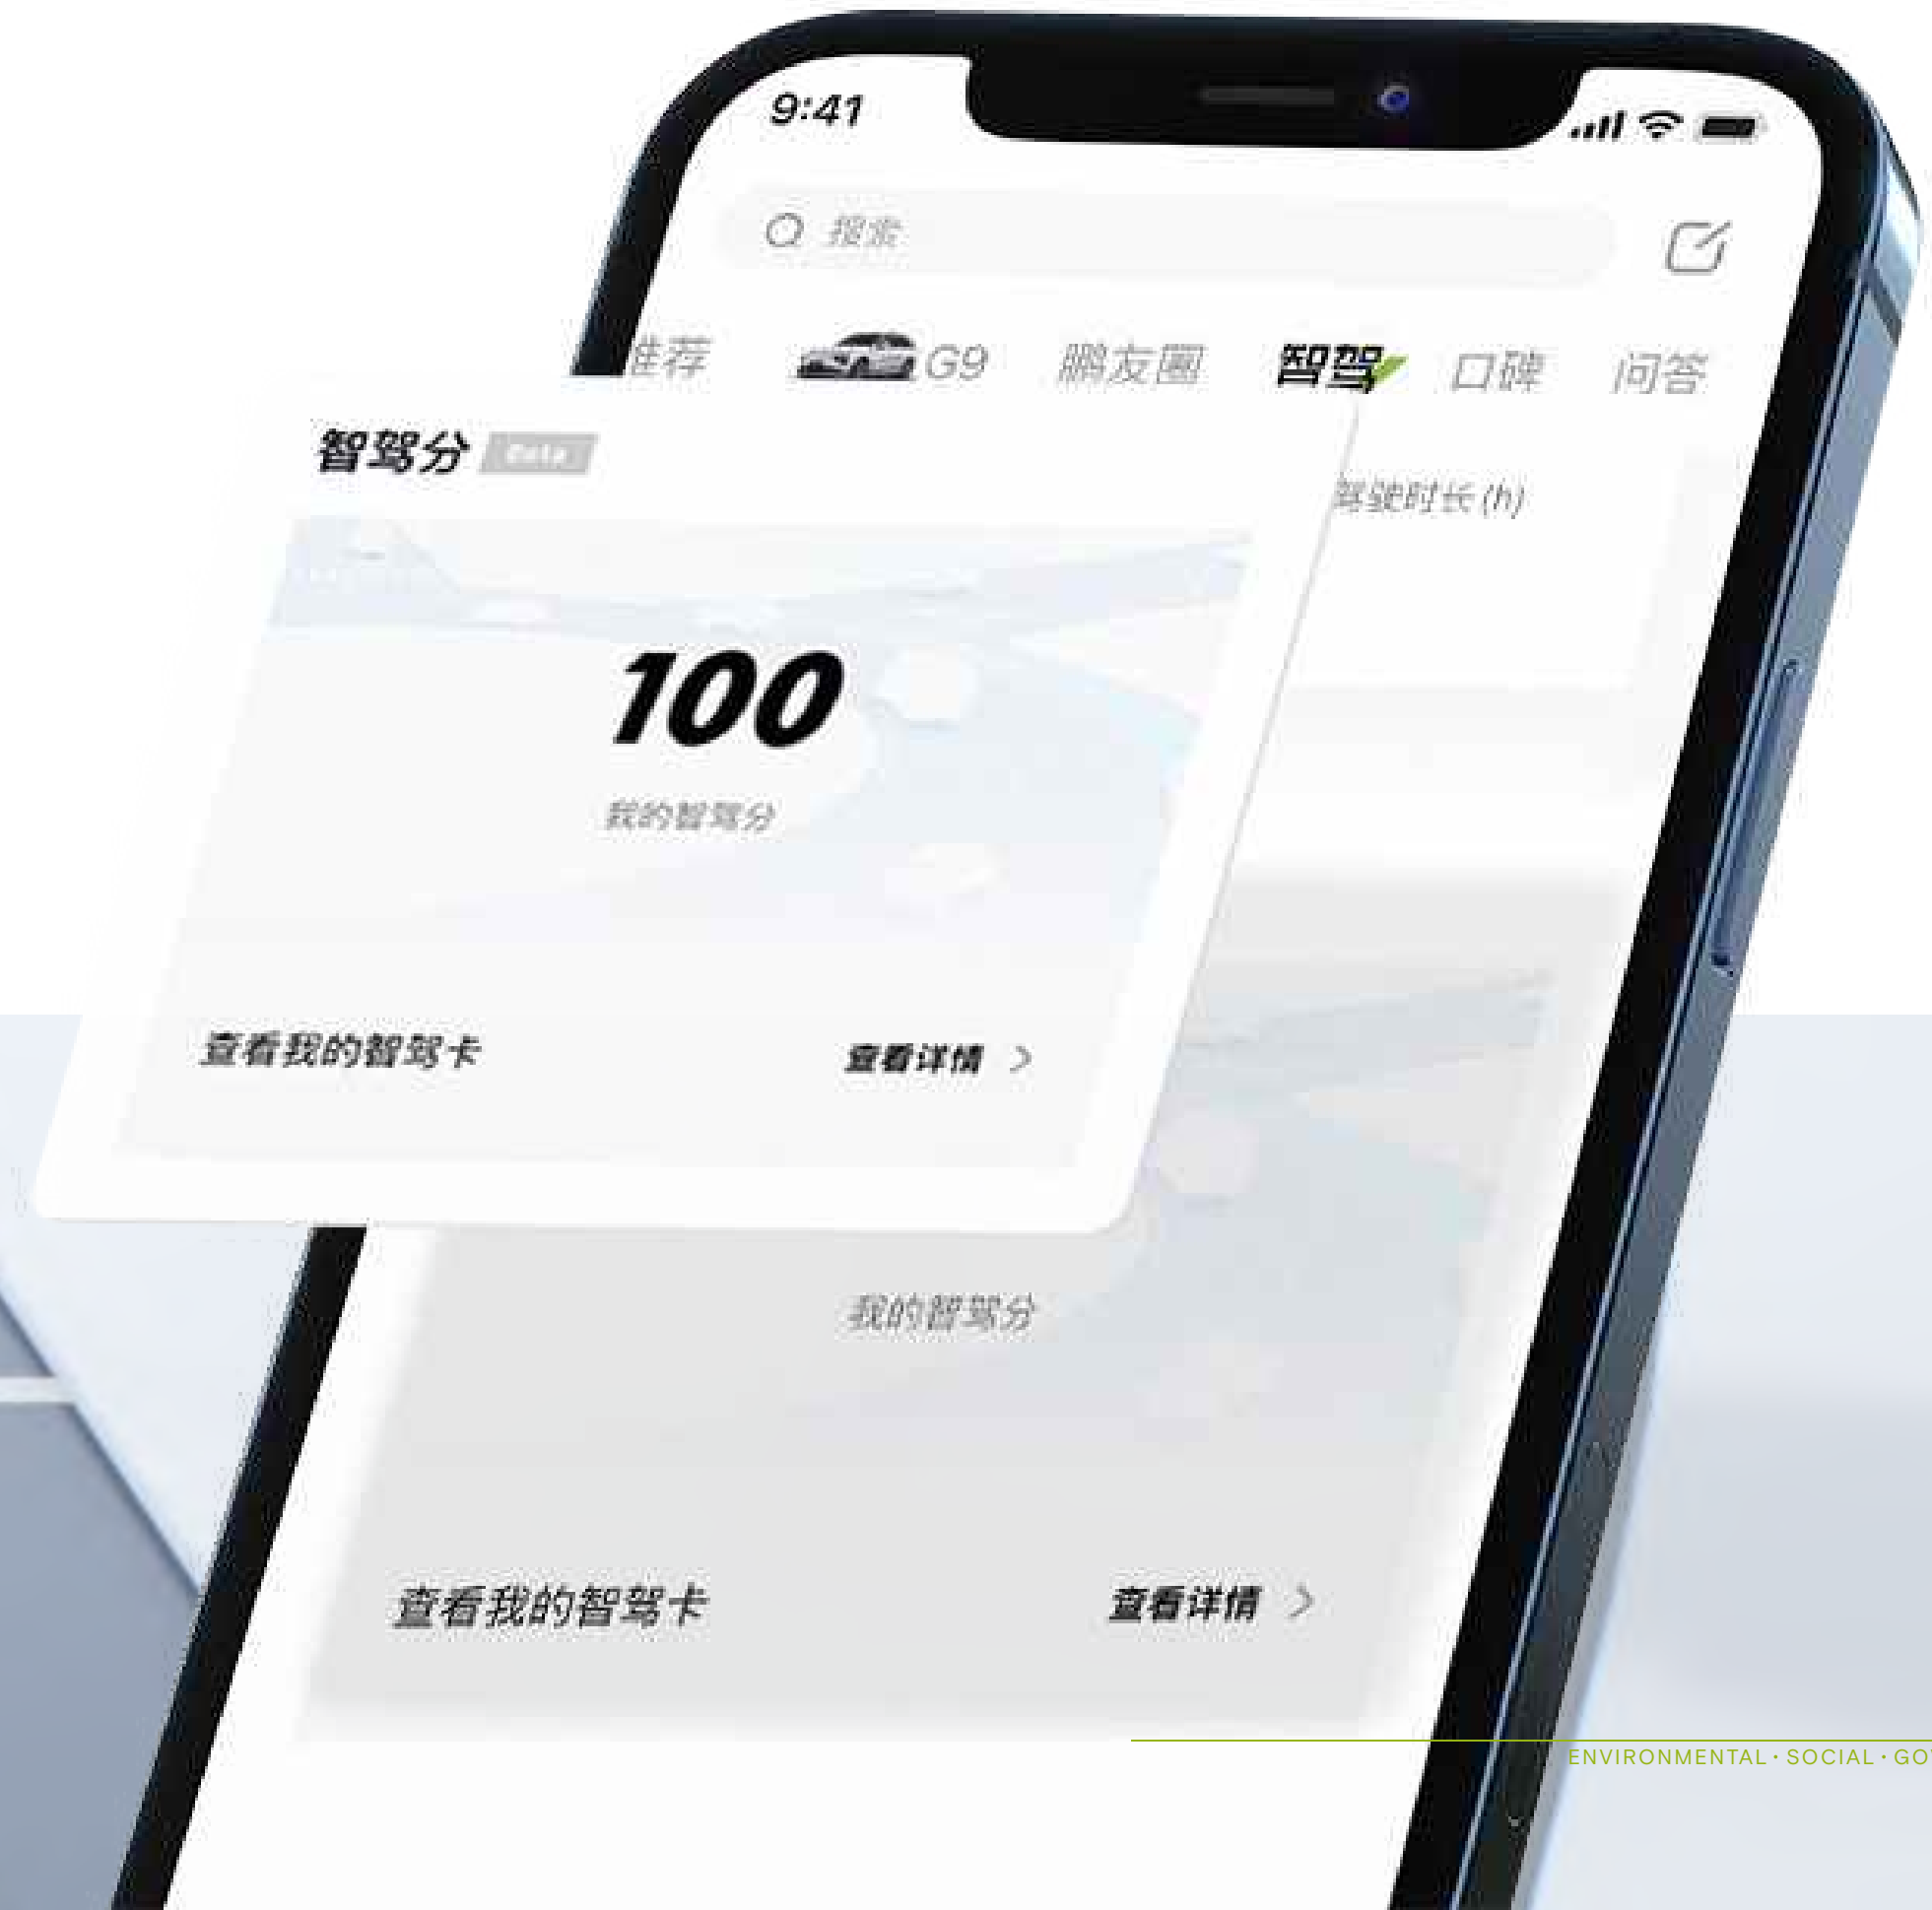 9:41
搜索
推荐 G9 鹏友圈 智驾 口碑 问答
智驾分 Beta
驾驶时长 (h)
100
我的智驾分
查看我的智驾卡 查看详情
我的智驾分
查看我的智驾卡 查看详情
ENVIRONMENTAL · SOCIAL · GO